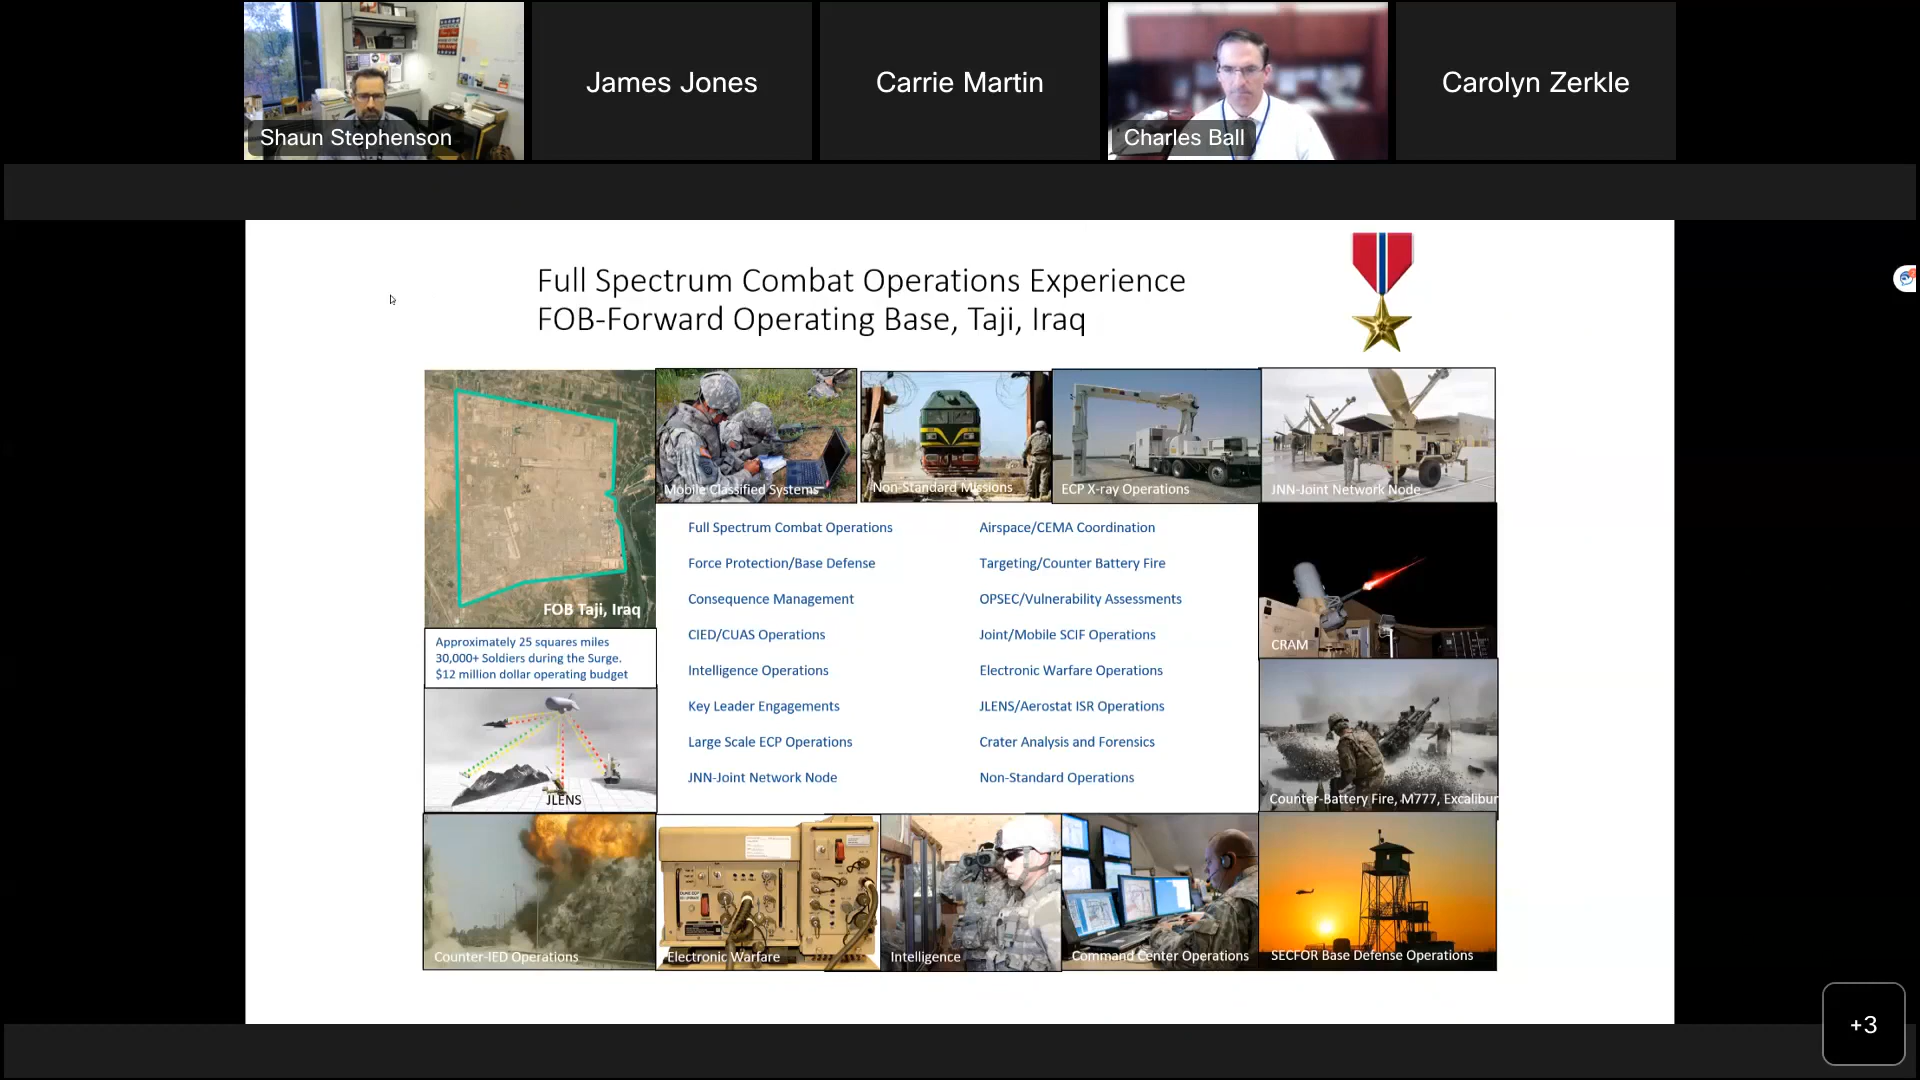 Shaun Stephenson
James Jones
Carrie Martin
Charles Ball
Carolyn Zerkle
Full Spectrum Combat Operations Experience
FOB-Forward Operating Base, Taji, Iraq
FOB Taji, Iraq
Mobile Classified Systems
Non-Standard Missions
ECP X-ray Operations
JNN-Joint Network Node
Approximately 25 squares miles
30,000+ Soldiers during the Surge.
$12 million dollar operating budget
Full Spectrum Combat Operations
Force Protection/Base Defense
Consequence Management
CIED/CUAS Operations
Intelligence Operations
Key Leader Engagements
Large Scale ECP Operations
JNN-Joint Network Node
Airspace/CEMA Coordination
Targeting/Counter Battery Fire
OPSEC/Vulnerability Assessments
Joint/Mobile SCIF Operations
Electronic Warfare Operations
JLENS/Aerostat ISR Operations
Crater Analysis and Forensics
Non-Standard Operations
CRAM
JLENS
Counter-Battery Fire, M777, Excalibur
Counter-IED Operations
Electronic Warfare
Intelligence
Command Center Operations
SECFOR Base Defense Operations
+3